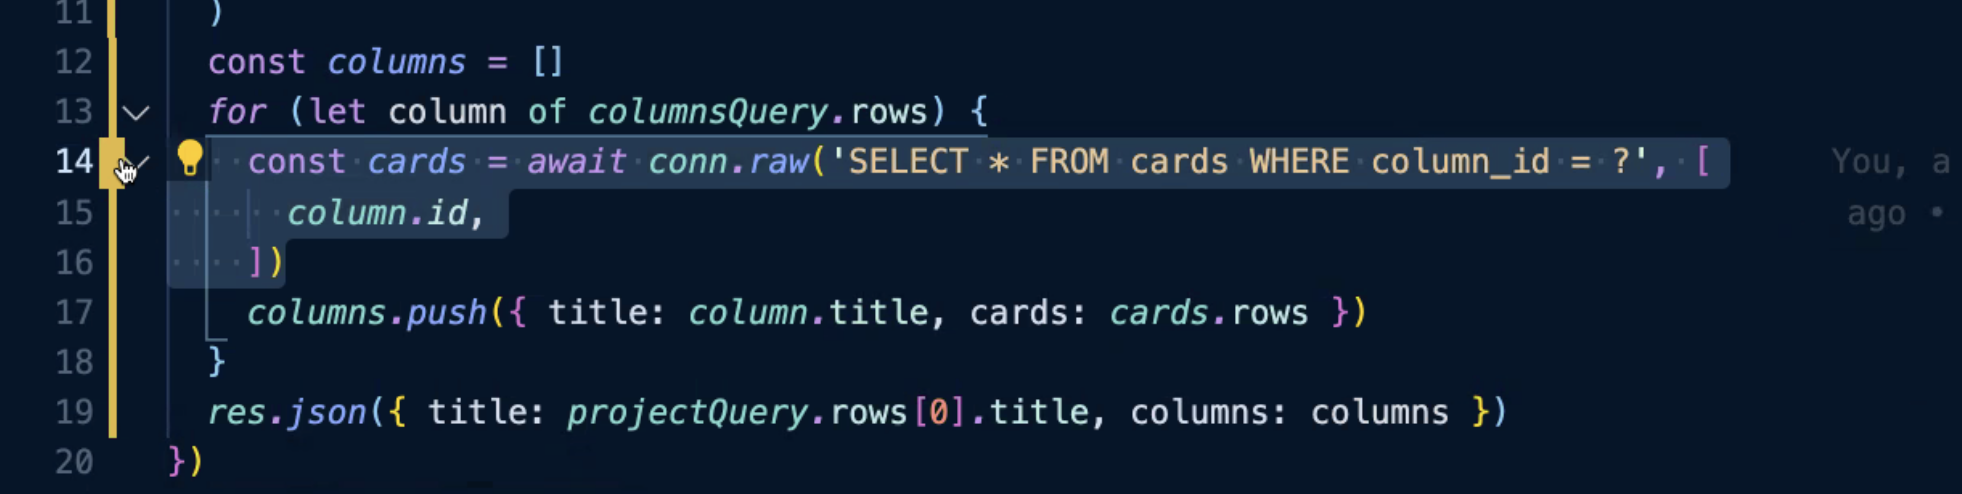 11 )
12 const columns = []
13 for (let column of columnsQuery.rows) {
14 const cards = await conn.raw('SELECT * FROM cards WHERE column_id = ?', [ You, a
15 column.id, ago •
16 ])
17 columns.push({ title: column.title, cards: cards.rows })
18 }
19 res.json({ title: projectQuery.rows[0].title, columns: columns })
20 })